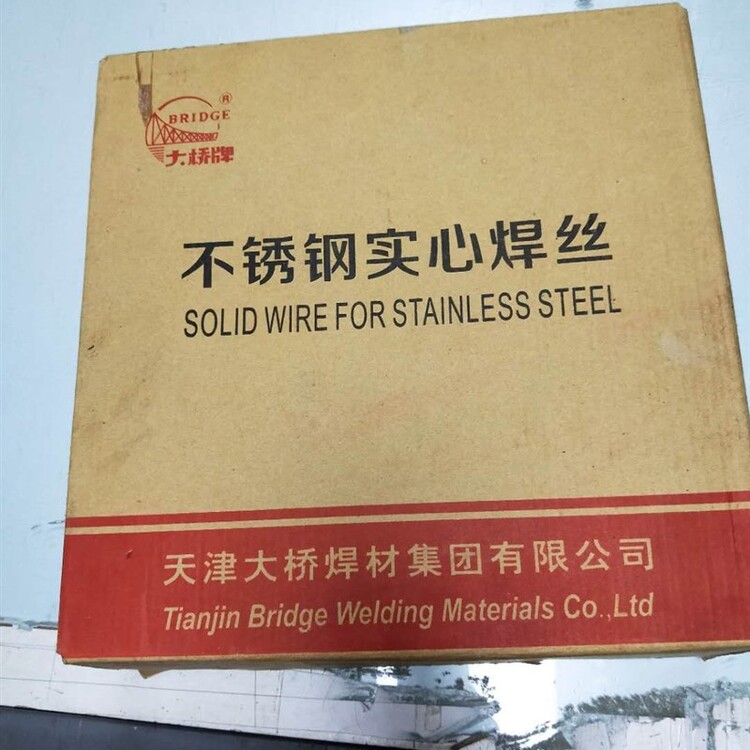 BRIDGE ®
大桥牌
不锈钢实心焊丝
SOLID WIRE FOR STAINLESS STEEL
天津大桥焊材集团有限公司
Tianjin Bridge Welding Materials Co.,Ltd